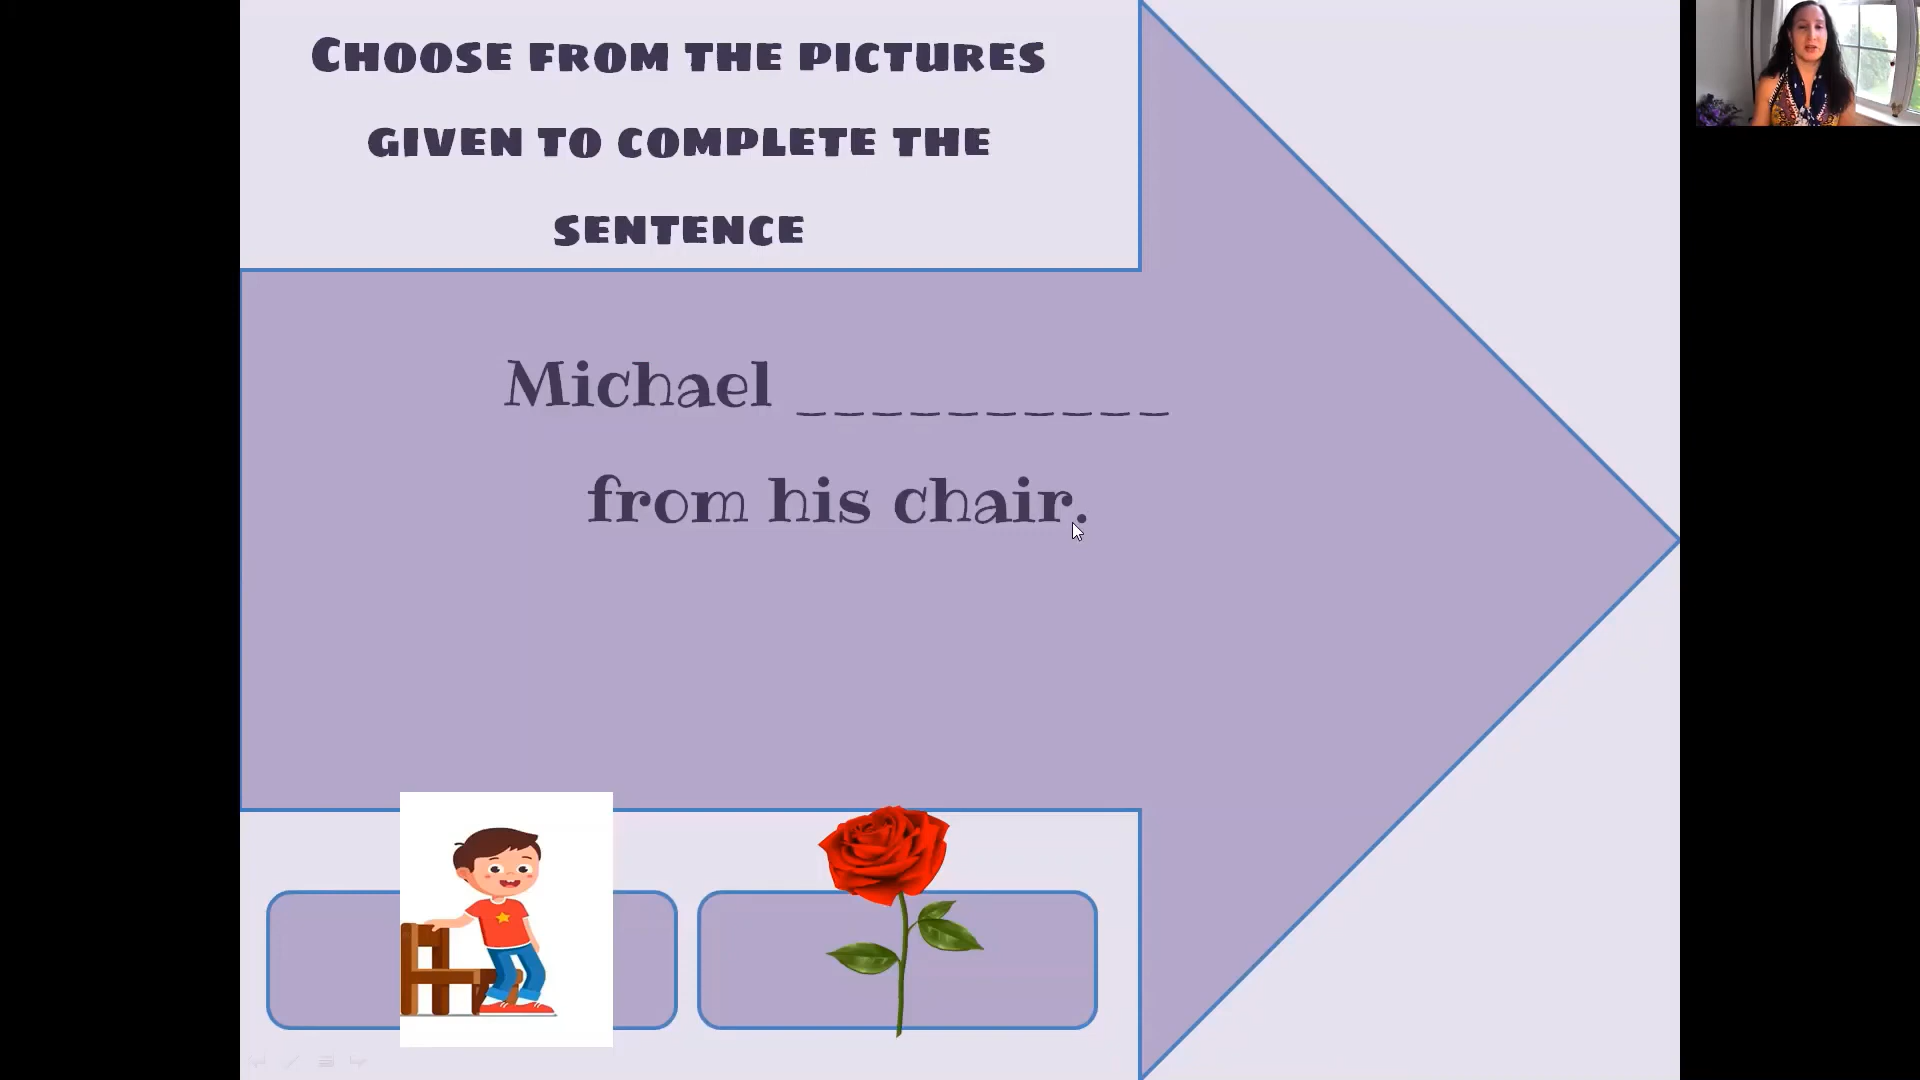 Choose from the pictures
given to complete the
sentence
Michael __________
from his chair.